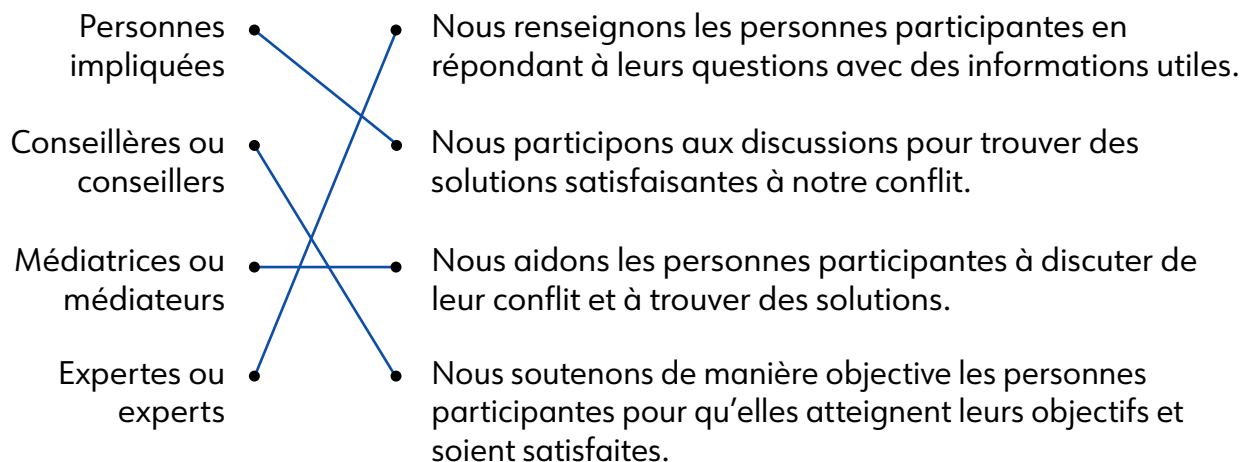 Personnes
impliquées
Nous renseignons les personnes participantes en
répondant à leurs questions avec des informations utiles.
Conseillères ou
conseillers
Nous participons aux discussions pour trouver des
solutions satisfaisantes à notre conflit.
Médiatrices ou
médiateurs
Nous aidons les personnes participantes à discuter de
leur conflit et à trouver des solutions.
Expertes ou
experts
Nous soutenons de manière objective les personnes
participantes pour qu’elles atteignent leurs objectifs et
soient satisfaites.